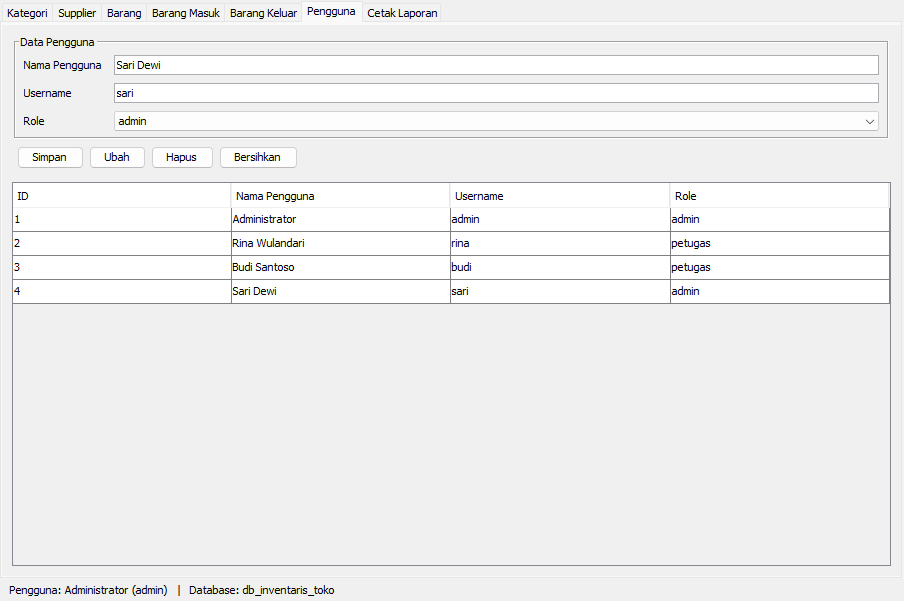 Kategori Supplier Barang Barang Masuk Barang Keluar Pengguna Cetak Laporan
Data Pengguna
Nama Pengguna Sari Dewi
Username sari
Role admin
Simpan Ubah Hapus Bersihkan
ID Nama Pengguna Username Role
1 Administrator admin admin
2 Rina Wulandari rina petugas
3 Budi Santoso budi petugas
4 Sari Dewi sari admin
Pengguna: Administrator (admin) | Database: db_inventaris_toko